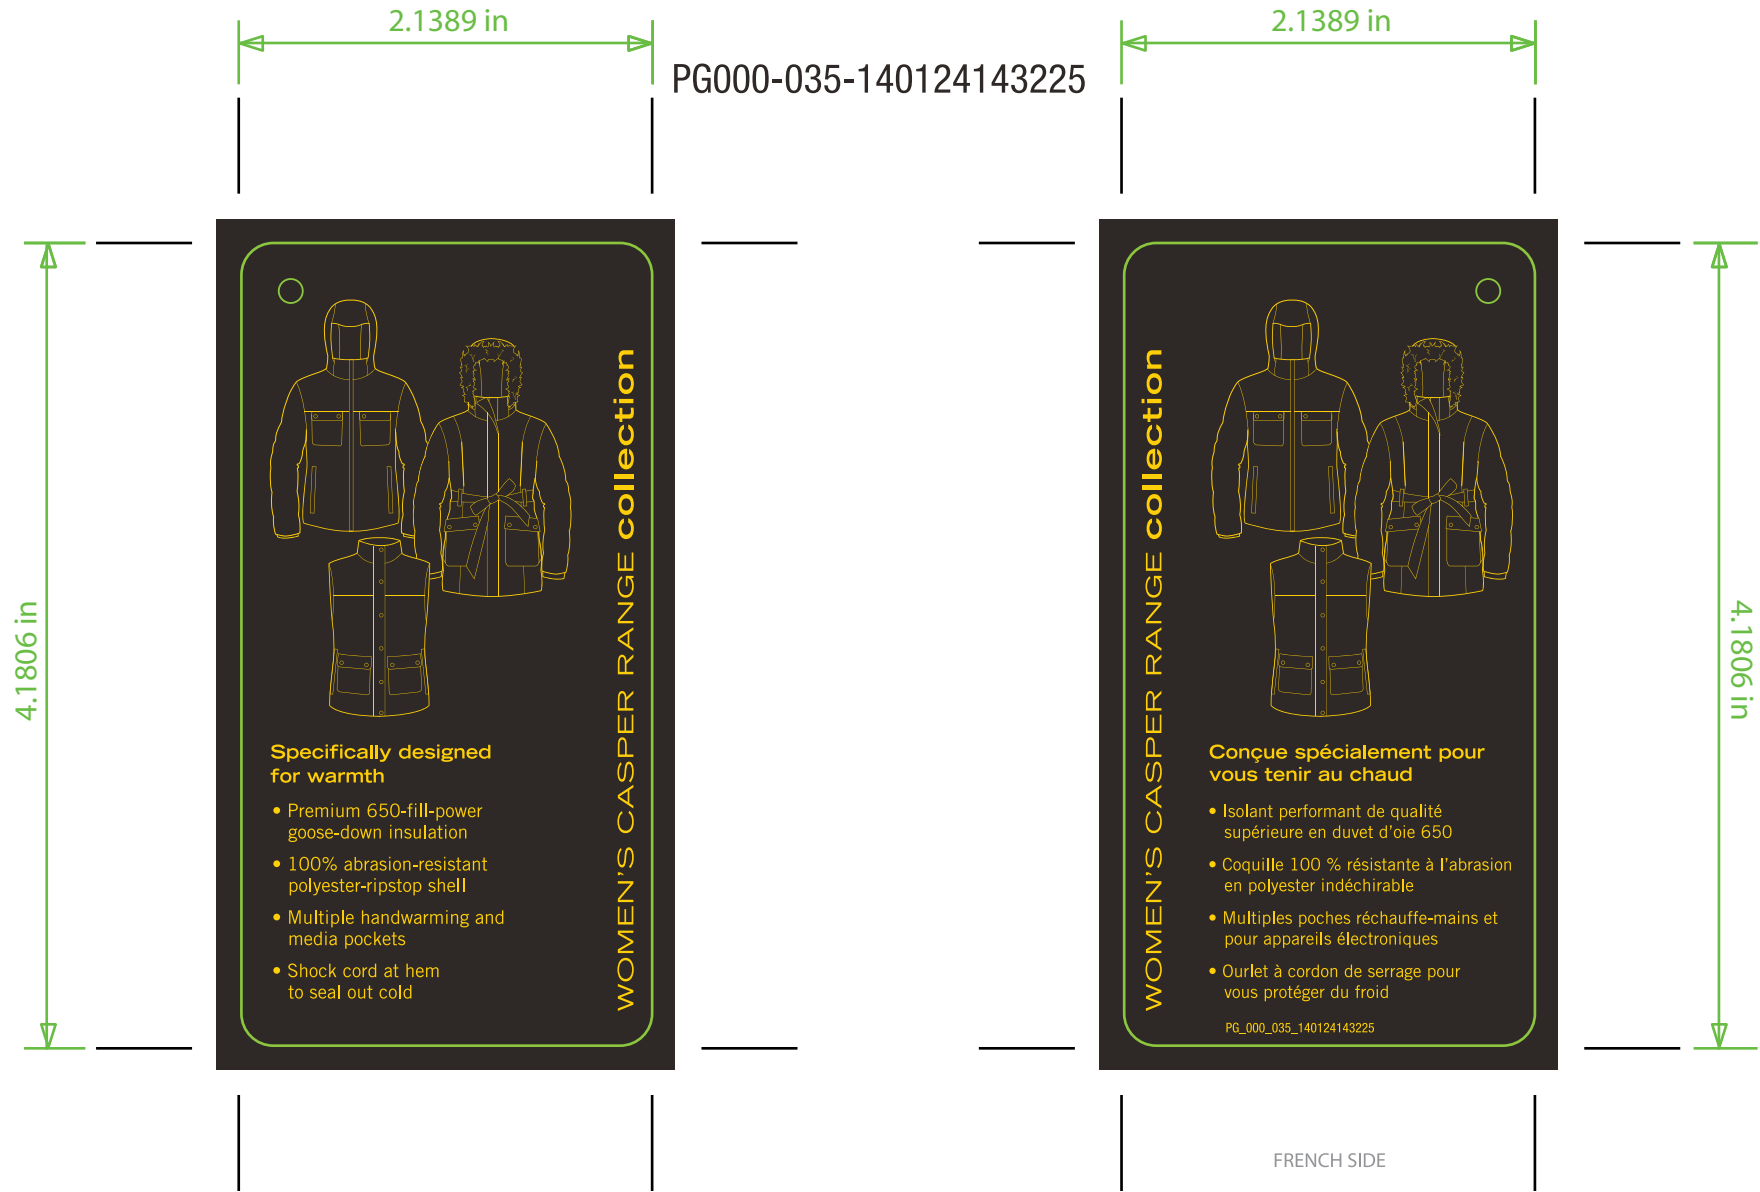 2.1389 in
2.1389 in
PG000-035-140124143225
4.1806 in
WOMEN'S CASPER RANGE collection
Specifically designed
for warmth
• Premium 650-fill-power
goose-down insulation
• 100% abrasion-resistant
polyester-ripstop shell
• Multiple handwarming and
media pockets
• Shock cord at hem
to seal out cold
WOMEN'S CASPER RANGE collection
Conçue spécialement pour
vous tenir au chaud
• Isolant performant de qualité
supérieure en duvet d'oie 650
• Coquille 100 % résistante à l'abrasion
en polyester indéchirable
• Multiples poches réchauffe-mains et
pour appareils électroniques
• Ourlet à cordon de serrage pour
vous protéger du froid
PG_000_035_140124143225
4.1806 in
FRENCH SIDE